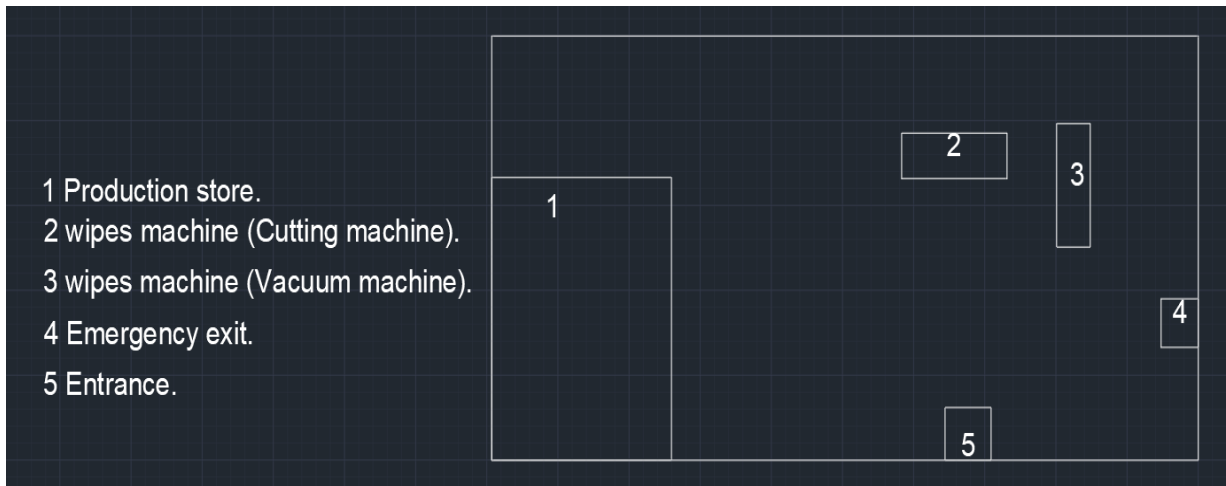 1 Production store.
2 wipes machine (Cutting machine).
3 wipes machine (Vacuum machine).
4 Emergency exit.
5 Entrance.
1
2
3
4
5